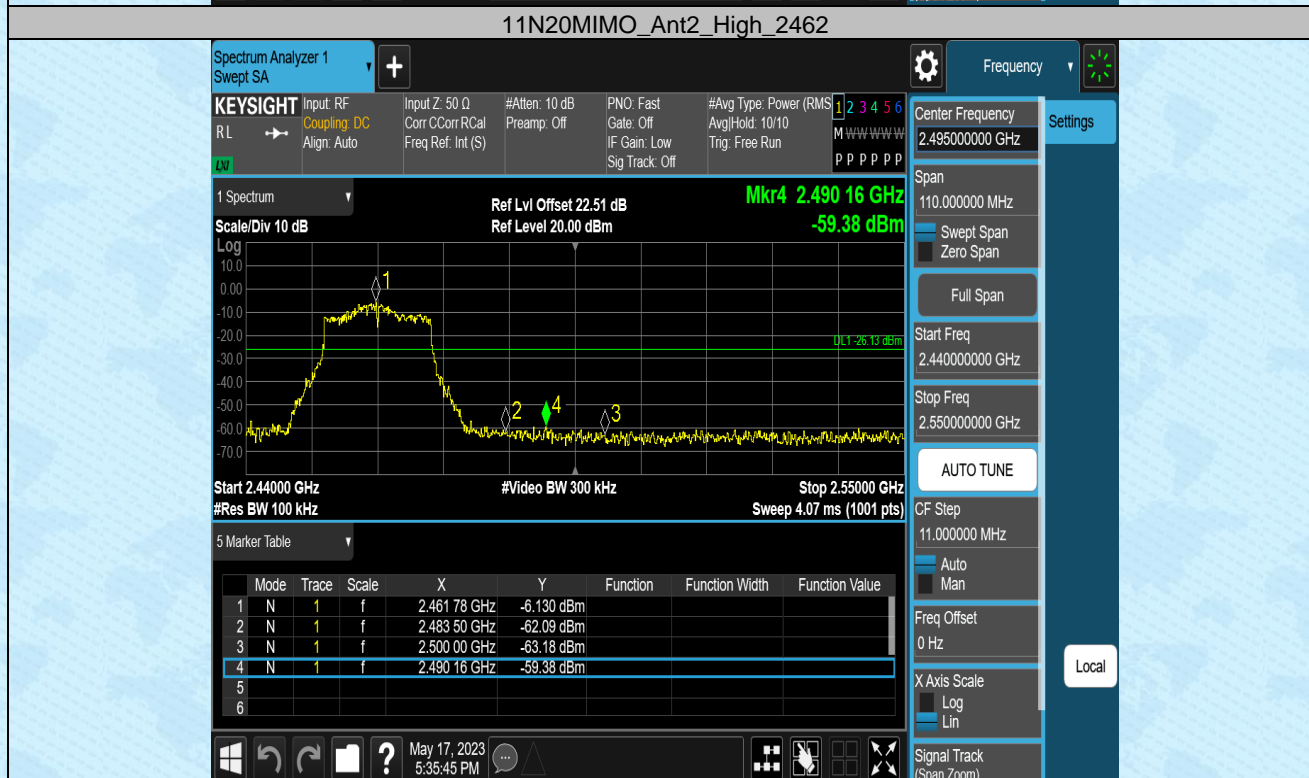 11N20MIMO_Ant2_High_2462
Spectrum Analyzer 1
Swept SA
+
Frequency
KEYSIGHT
R L
LXI
Input: RF
Coupling: DC
Align: Auto
Input Z: 50 Ω
Corr CCorr RCal
Freq Ref: Int (S)
#Atten: 10 dB
Preamp: Off
PNO: Fast
Gate: Off
IF Gain: Low
Sig Track: Off
#Avg Type: Power (RMS
Avg|Hold: 10/10
Trig: Free Run
1 2 3 4 5 6
M W W W W W
P P P P P P
1 Spectrum
Scale/Div 10 dB
Ref Lvl Offset 22.51 dB
Ref Level 20.00 dBm
Mkr4 2.490 16 GHz
-59.38 dBm
Log
10.0
0.00
-10.0
-20.0
-30.0
-40.0
-50.0
-60.0
-70.0
1
2
4
3
DL1 -26.13 dBm
Start 2.44000 GHz
#Res BW 100 kHz
#Video BW 300 kHz
Stop 2.55000 GHz
Sweep 4.07 ms (1001 pts)
5 Marker Table
Mode Trace Scale X Y Function Function Width Function Value
1 N 1 f 2.461 78 GHz -6.130 dBm
2 N 1 f 2.483 50 GHz -62.09 dBm
3 N 1 f 2.500 00 GHz -63.18 dBm
4 N 1 f 2.490 16 GHz -59.38 dBm
5
6
?
May 17, 2023
5:35:45 PM
Center Frequency
2.495000000 GHz
Settings
Span
110.000000 MHz
Swept Span
Zero Span
Full Span
Start Freq
2.440000000 GHz
Stop Freq
2.550000000 GHz
AUTO TUNE
CF Step
11.000000 MHz
Auto
Man
Freq Offset
0 Hz
X Axis Scale
Log
Lin
Local
Signal Track
(Span Zoom)